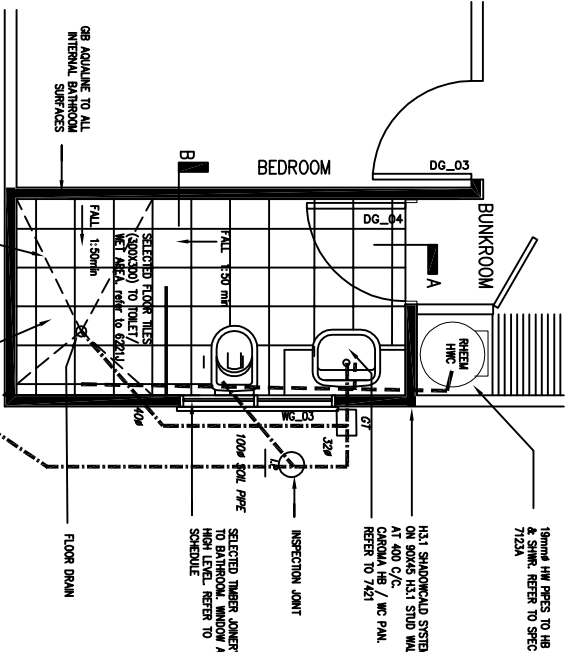 GIB AQUALINE TO ALL
INTERNAL BATHROOM
SURFACES
B
BEDROOM
DG_03
BUNKROOM
DG_04
A
RHEEM
HWC
FALL 1:50min
SELECTED FLOOR TILES
(300X300) TO TOILET/
WET AREA. refer to 6221J
FALL 1:50 min
WG_03
GT
40ø
32ø
100ø SOIL PIPE
I.P
19mmø HW PIPES TO HB
& SHWR. REFER TO SPEC
7123A
H3.1 SHADOWCALD SYSTEM
ON 90X45 H3.1 STUD WAL
AT 400 C/C.
CAROMA HB / WC PAN.
REFER TO 7421
INSPECTION JOINT
SELECTED TIMBER JOINER
TO BATHROOM. WINDOW A
HIGH LEVEL. REFER TO
SCHEDULE
FLOOR DRAIN